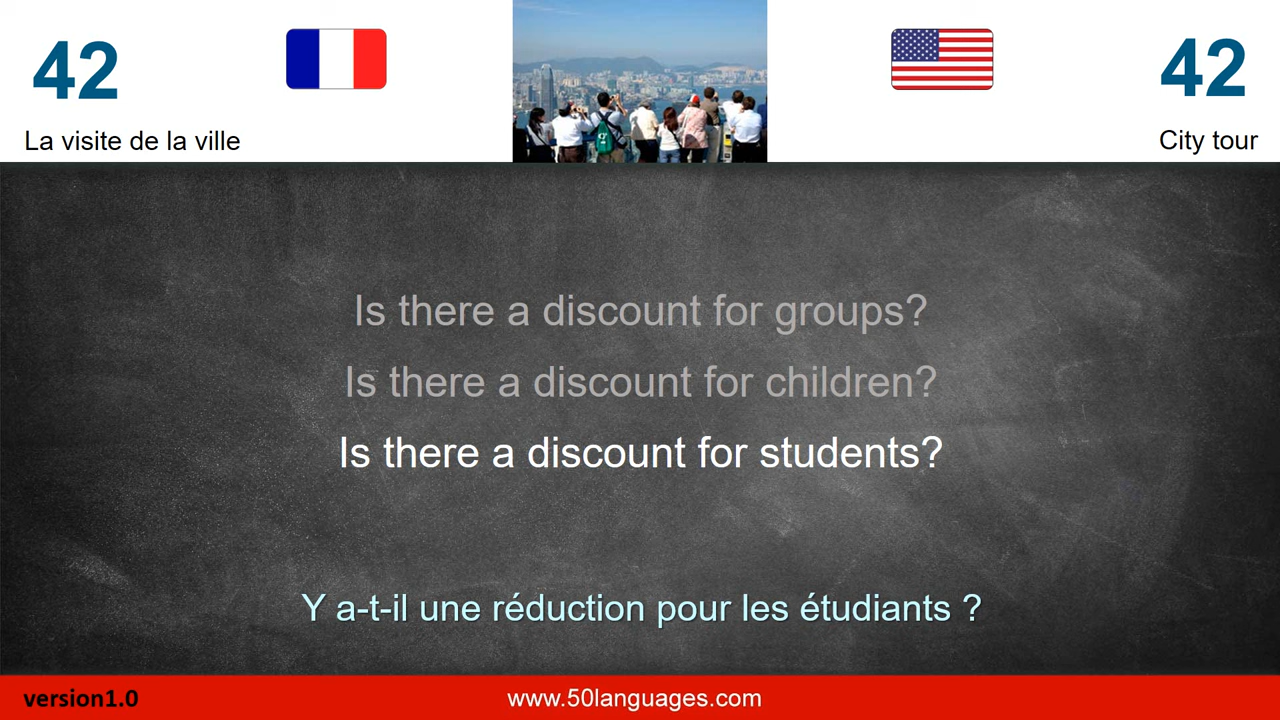 42
42
La visite de la ville
City tour
Is there a discount for groups?
Is there a discount for children?
Is there a discount for students?
Y a-t-il une réduction pour les étudiants ?
version1.0
www.50languages.com